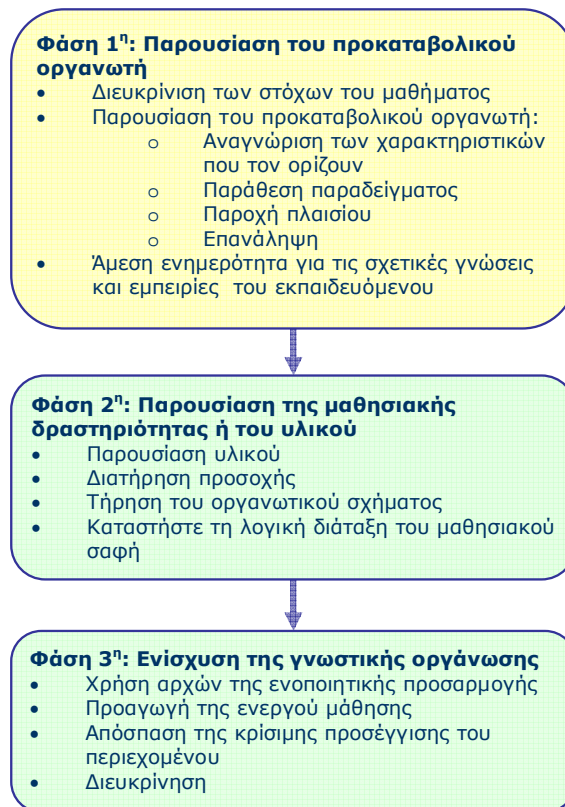 Φάση 1η: Παρουσίαση του προκαταβολικού
οργανωτή
• Διευκρίνιση των στόχων του μαθήματος
• Παρουσίαση του προκαταβολικού οργανωτή:
o Αναγνώριση των χαρακτηριστικών
που τον ορίζουν
o Παράθεση παραδείγματος
o Παροχή πλαισίου
o Επανάληψη
• Άμεση ενημερότητα για τις σχετικές γνώσεις
και εμπειρίες του εκπαιδευόμενου
Φάση 2η: Παρουσίαση της μαθησιακής
δραστηριότητας ή του υλικού
• Παρουσίαση υλικού
• Διατήρηση προσοχής
• Τήρηση του οργανωτικού σχήματος
• Καταστήστε τη λογική διάταξη του μαθησιακού
σαφή
Φάση 3η: Ενίσχυση της γνωστικής οργάνωσης
• Χρήση αρχών της ενοποιητικής προσαρμογής
• Προαγωγή της ενεργού μάθησης
• Απόσπαση της κρίσιμης προσέγγισης του
περιεχομένου
• Διευκρίνηση